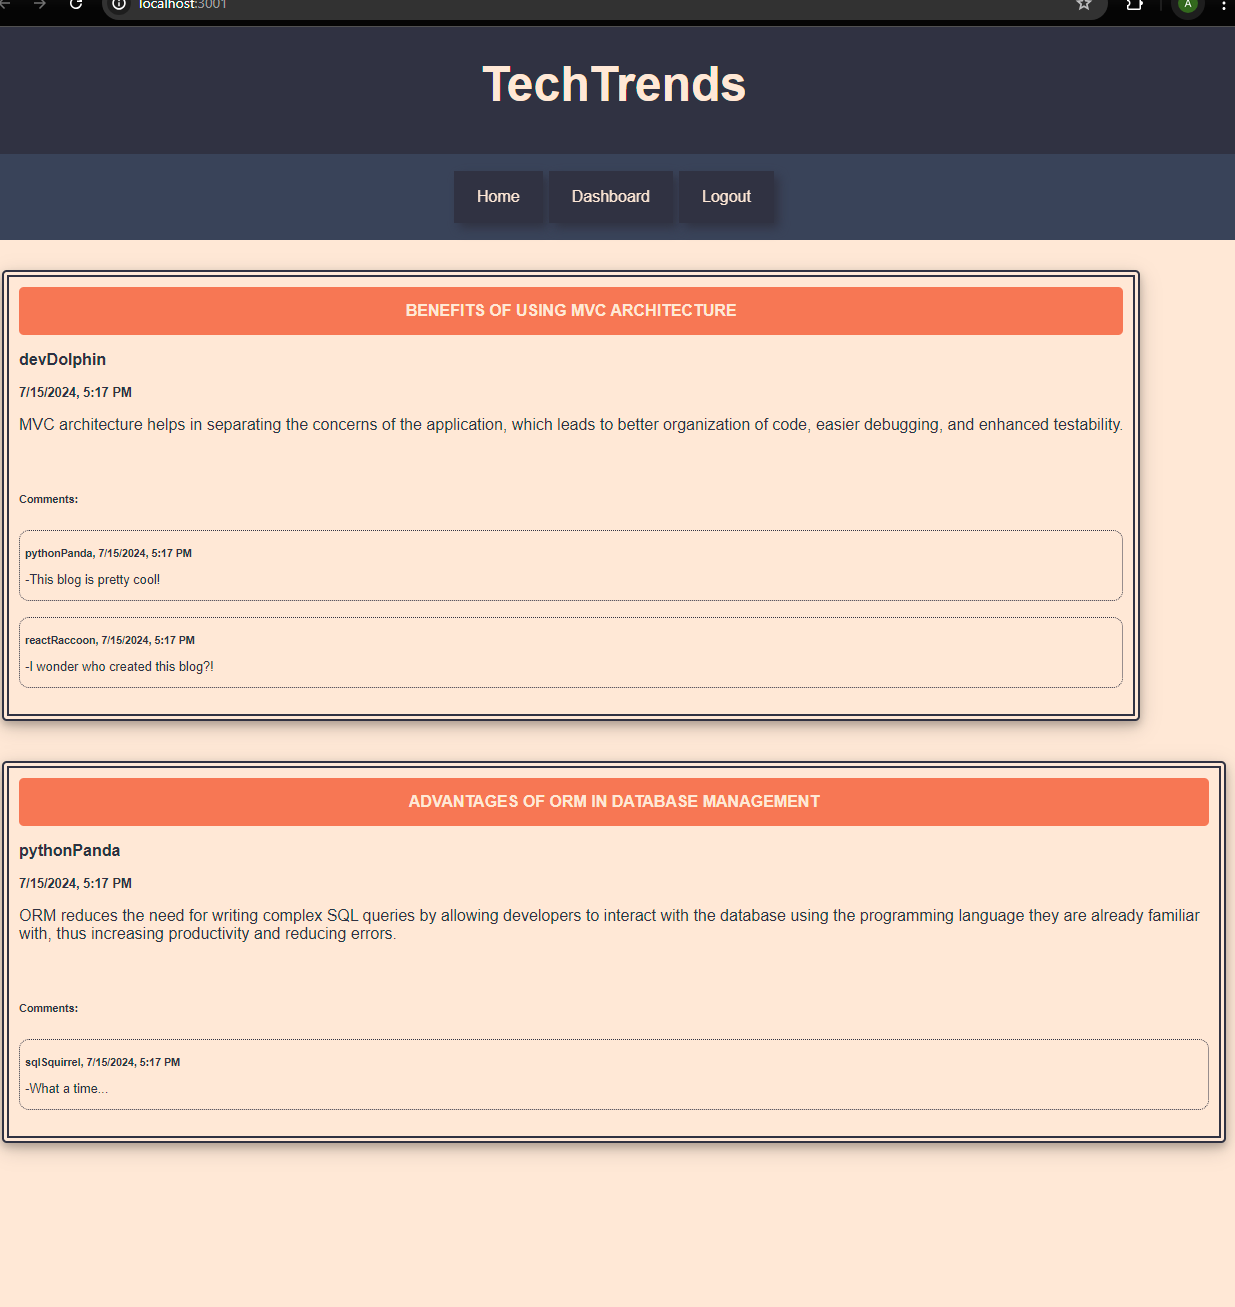 localhost:3001
A
TechTrends
Home Dashboard Logout
BENEFITS OF USING MVC ARCHITECTURE
devDolphin
7/15/2024, 5:17 PM
MVC architecture helps in separating the concerns of the application, which leads to better organization of code, easier debugging, and enhanced testability.
Comments:
pythonPanda, 7/15/2024, 5:17 PM
-This blog is pretty cool!
reactRaccoon, 7/15/2024, 5:17 PM
-I wonder who created this blog?!
ADVANTAGES OF ORM IN DATABASE MANAGEMENT
pythonPanda
7/15/2024, 5:17 PM
ORM reduces the need for writing complex SQL queries by allowing developers to interact with the database using the programming language they are already familiar
with, thus increasing productivity and reducing errors.
Comments:
sqlSquirrel, 7/15/2024, 5:17 PM
-What a time...